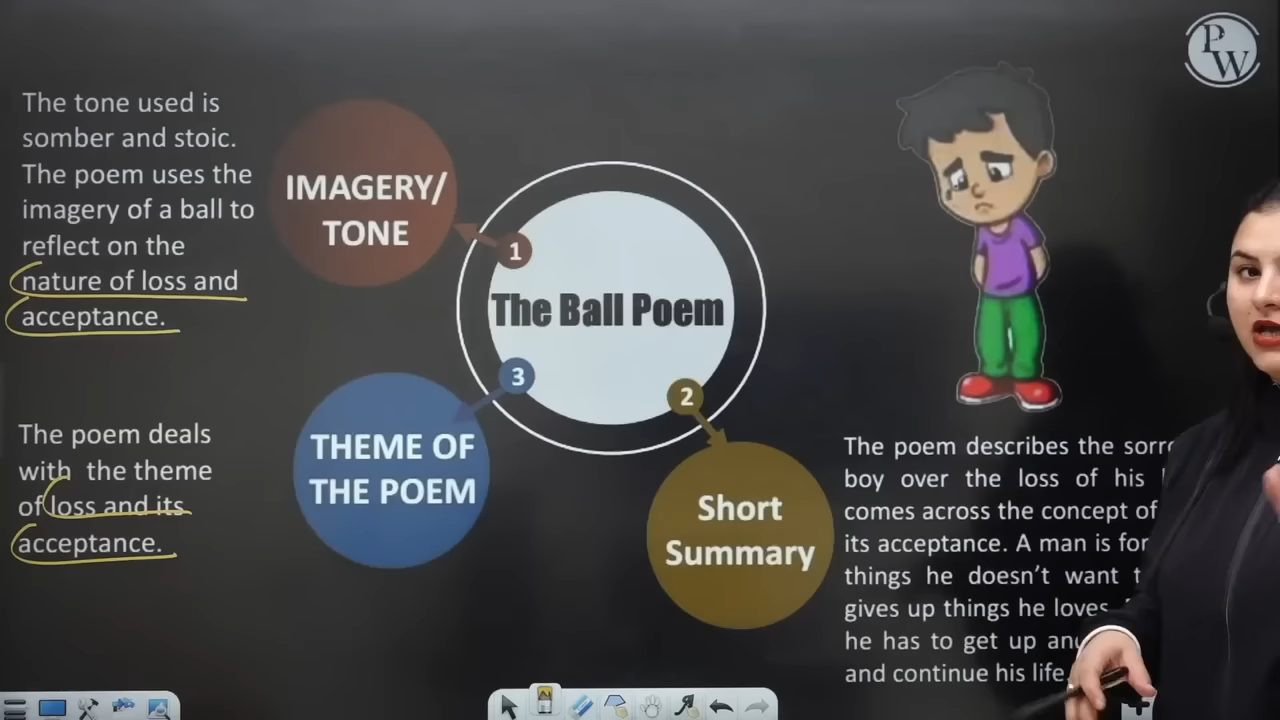 PW
The tone used is
somber and stoic.
The poem uses the
imagery of a ball to
reflect on the
nature of loss and
acceptance.
IMAGERY/
TONE
1
The Ball Poem
3
2
THEME OF
THE POEM
The poem deals
with the theme
of loss and its
acceptance.
Short
Summary
The poem describes the
boy over the loss of his
comes across the concept of
its acceptance. A man is
things he doesn’t want
gives up things he loves.
he has to get up
and continue his life.